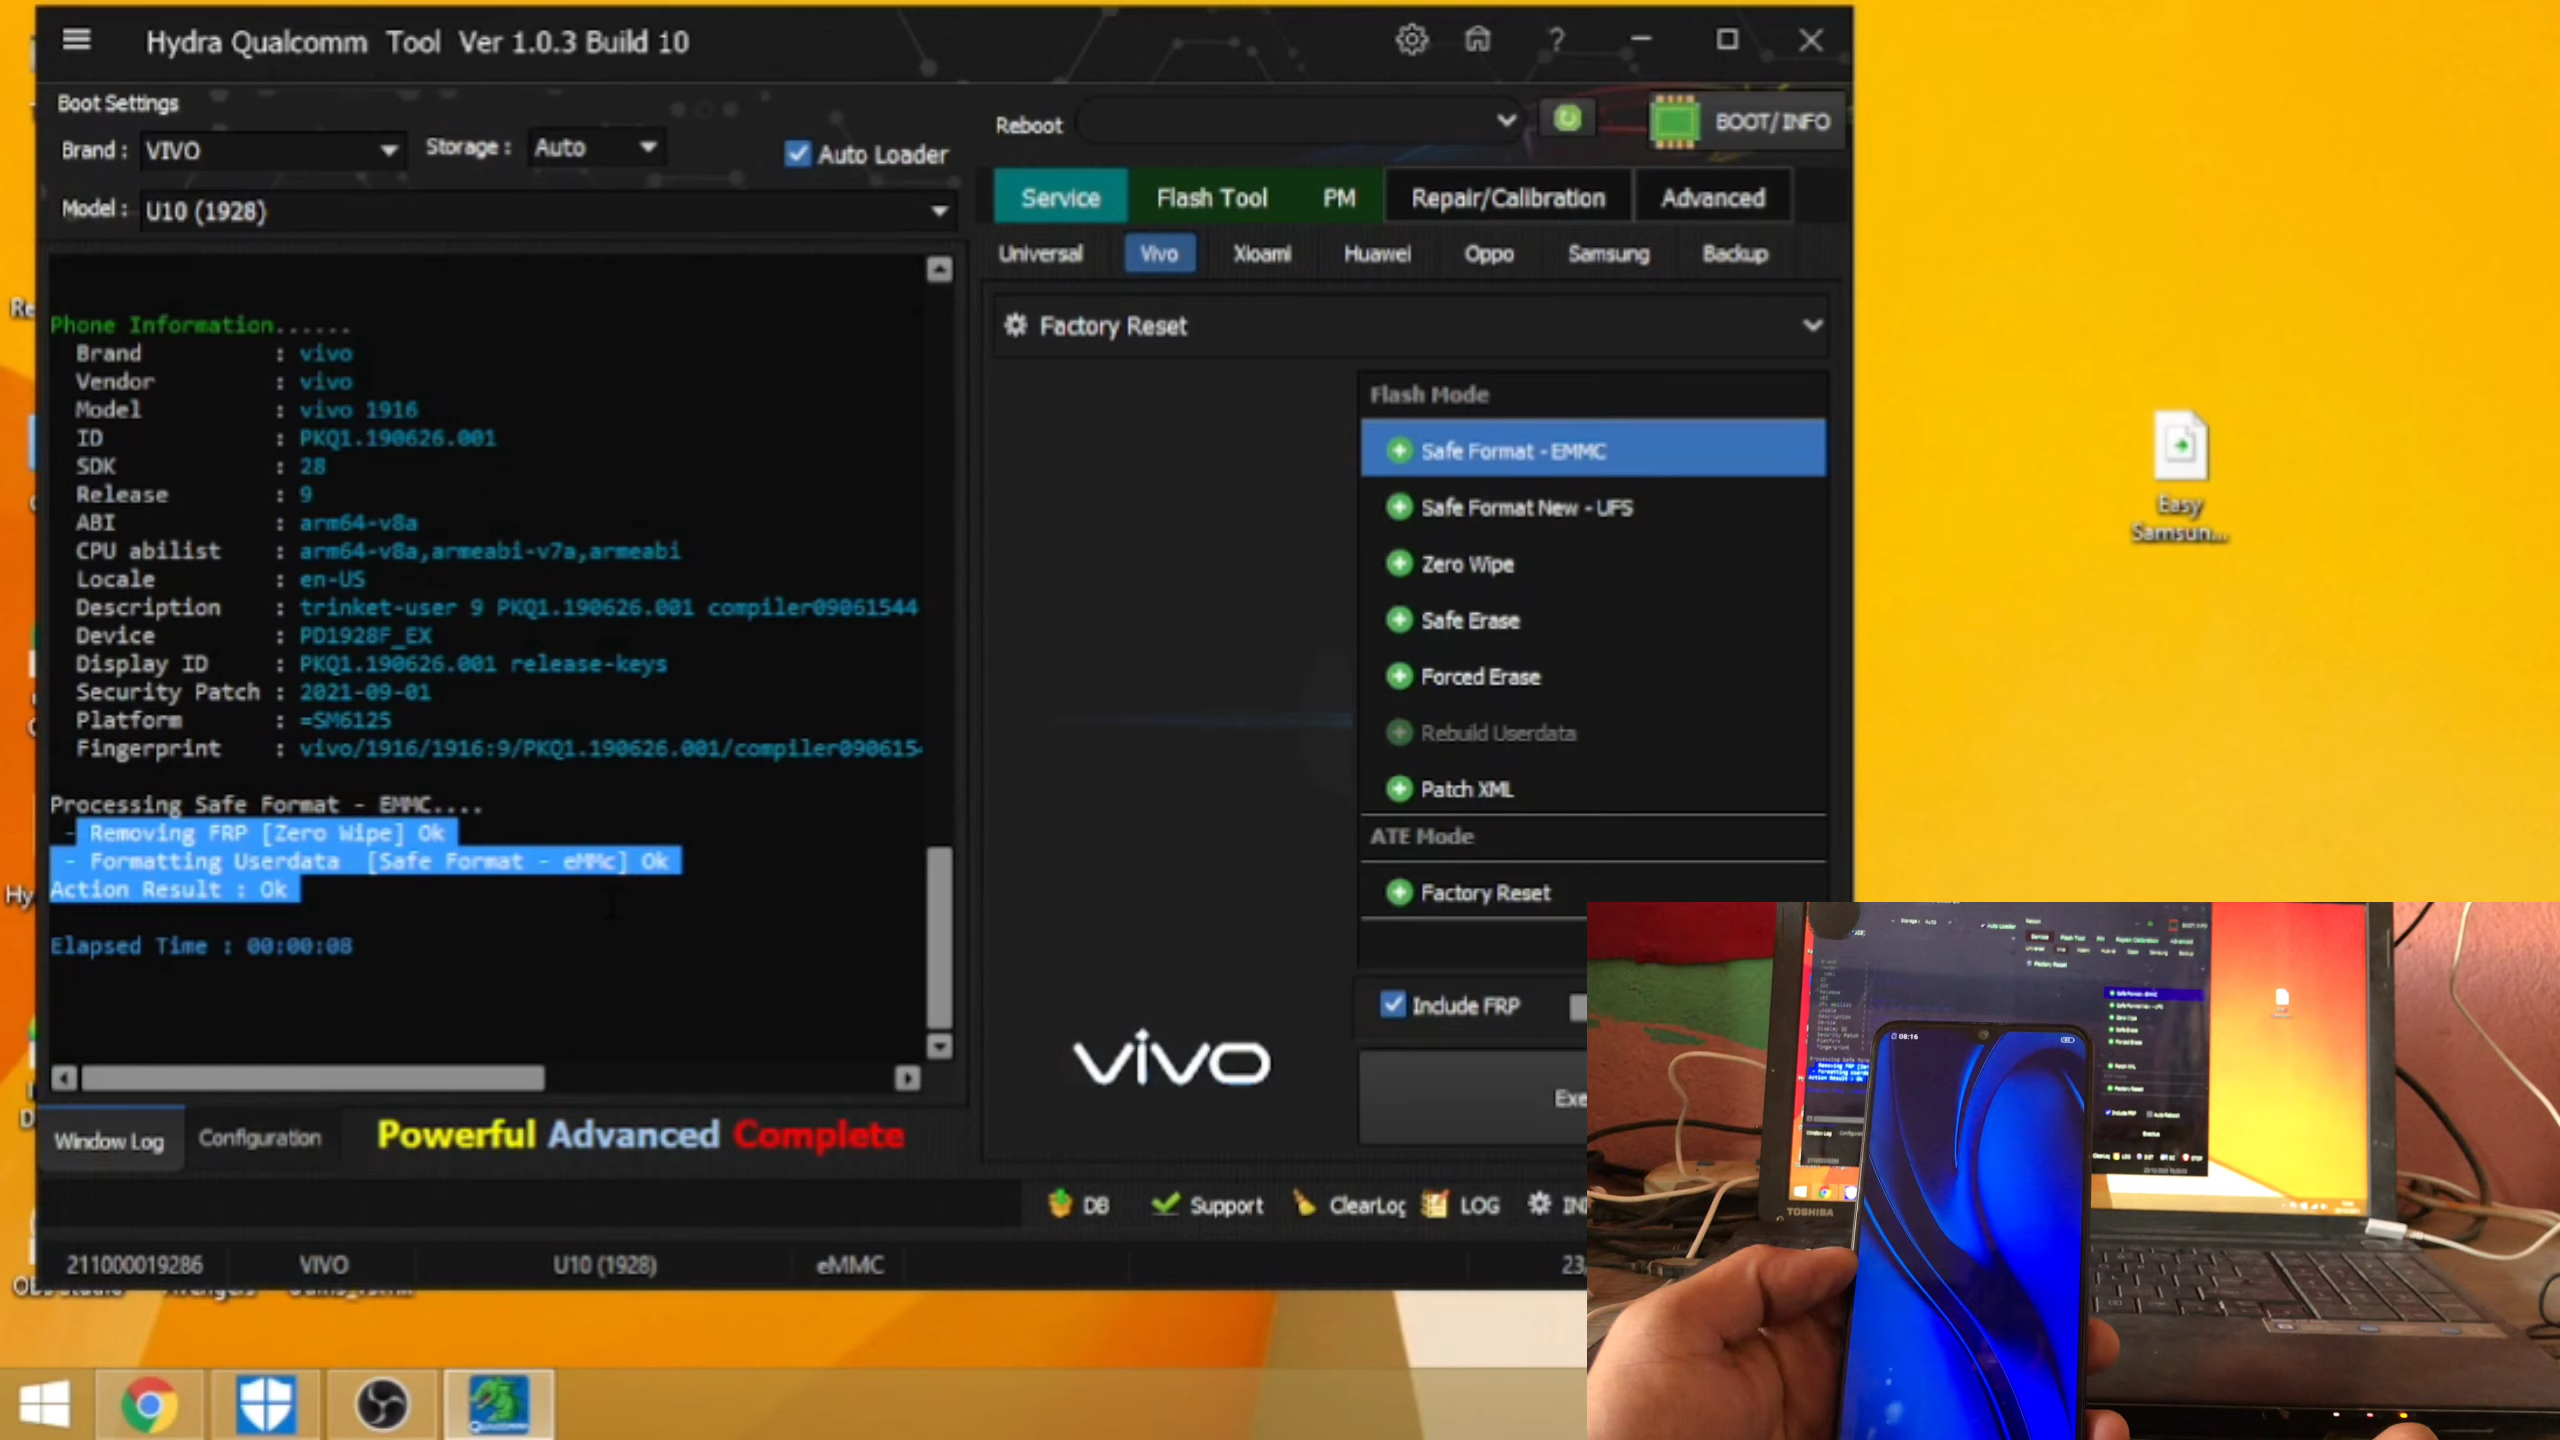 Hydra Qualcomm Tool Ver 1.0.3 Build 10
Boot Settings
Brand : VIVO
Storage : Auto
Auto Loader
Model : U10 (1928)
Reboot
BOOT/INFO
Service
Flash Tool
PM
Repair/Calibration
Advanced
Universal
Vivo
Xioami
Huawei
Oppo
Samsung
Backup
Factory Reset
Phone Information......
Brand : vivo
Vendor : vivo
Model : vivo 1916
ID : PKQ1.190626.001
SDK : 28
Release : 9
ABI : arm64-v8a
CPU abilist : arm64-v8a,armeabi-v7a,armeabi
Locale : en-US
Description : trinket-user 9 PKQ1.190626.001 compiler09061544
Device : PD1928F_EX
Display ID : PKQ1.190626.001 release-keys
Security Patch : 2021-09-01
Platform : =SM6125
Fingerprint : vivo/1916/1916:9/PKQ1.190626.001/compiler090615
Processing Safe Format - EMMC....
- Removing FRP [Zero Wipe] Ok
- Formatting Userdata [Safe Format - eMMc] Ok
Action Result : Ok
Elapsed Time : 00:00:08
Flash Mode
Safe Format - EMMC
Safe Format New - UFS
Zero Wipe
Safe Erase
Forced Erase
Rebuild Userdata
Patch XML
ATE Mode
Factory Reset
Include FRP
Exe
vivo
Window Log
Configuration
Powerful Advanced Complete
DB
Support
ClearLog
LOG
211000019286
VIVO
U10 (1928)
eMMC
23,
Easy
Samsun...
08:16
TOSHIBA